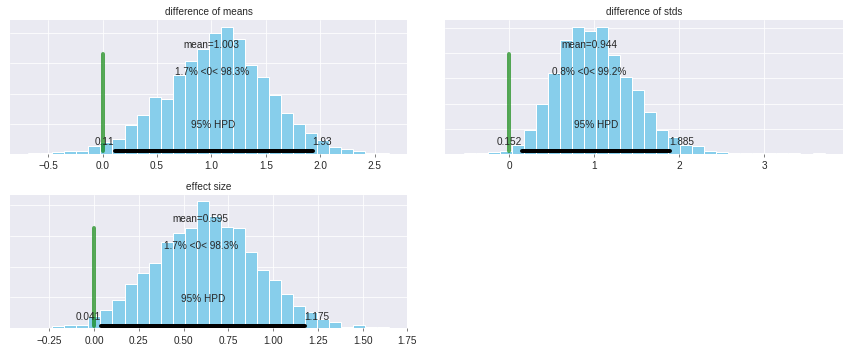 difference of means
mean=1.003
1.7% <0< 98.3%
95% HPD
0.11
1.93
−0.5 0.0 0.5 1.0 1.5 2.0 2.5
difference of stds
mean=0.944
0.8% <0< 99.2%
95% HPD
0.152
1.885
0 1 2 3
effect size
mean=0.595
1.7% <0< 98.3%
95% HPD
0.041
1.175
−0.25 0.00 0.25 0.50 0.75 1.00 1.25 1.50 1.75